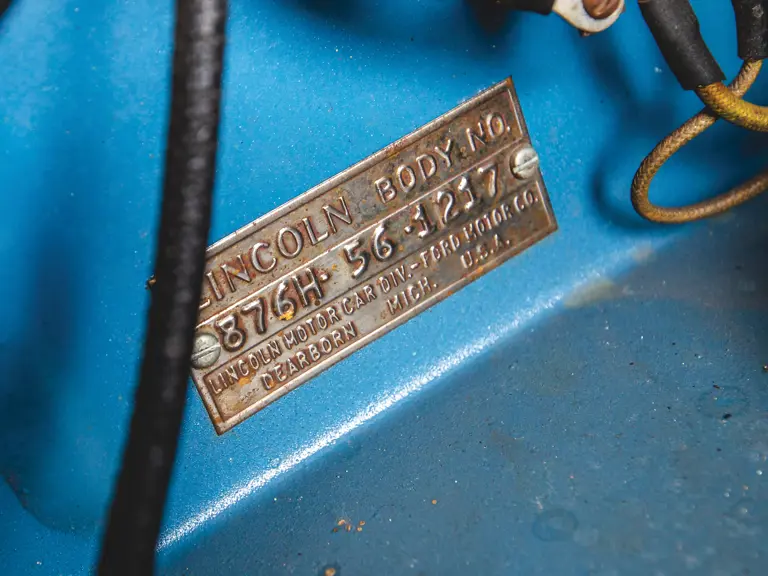 LINCOLN BODY NO.
876H·56·1217
LINCOLN MOTOR CAR DIV.—FORD MOTOR CO.
DEARBORN MICH. U.S.A.